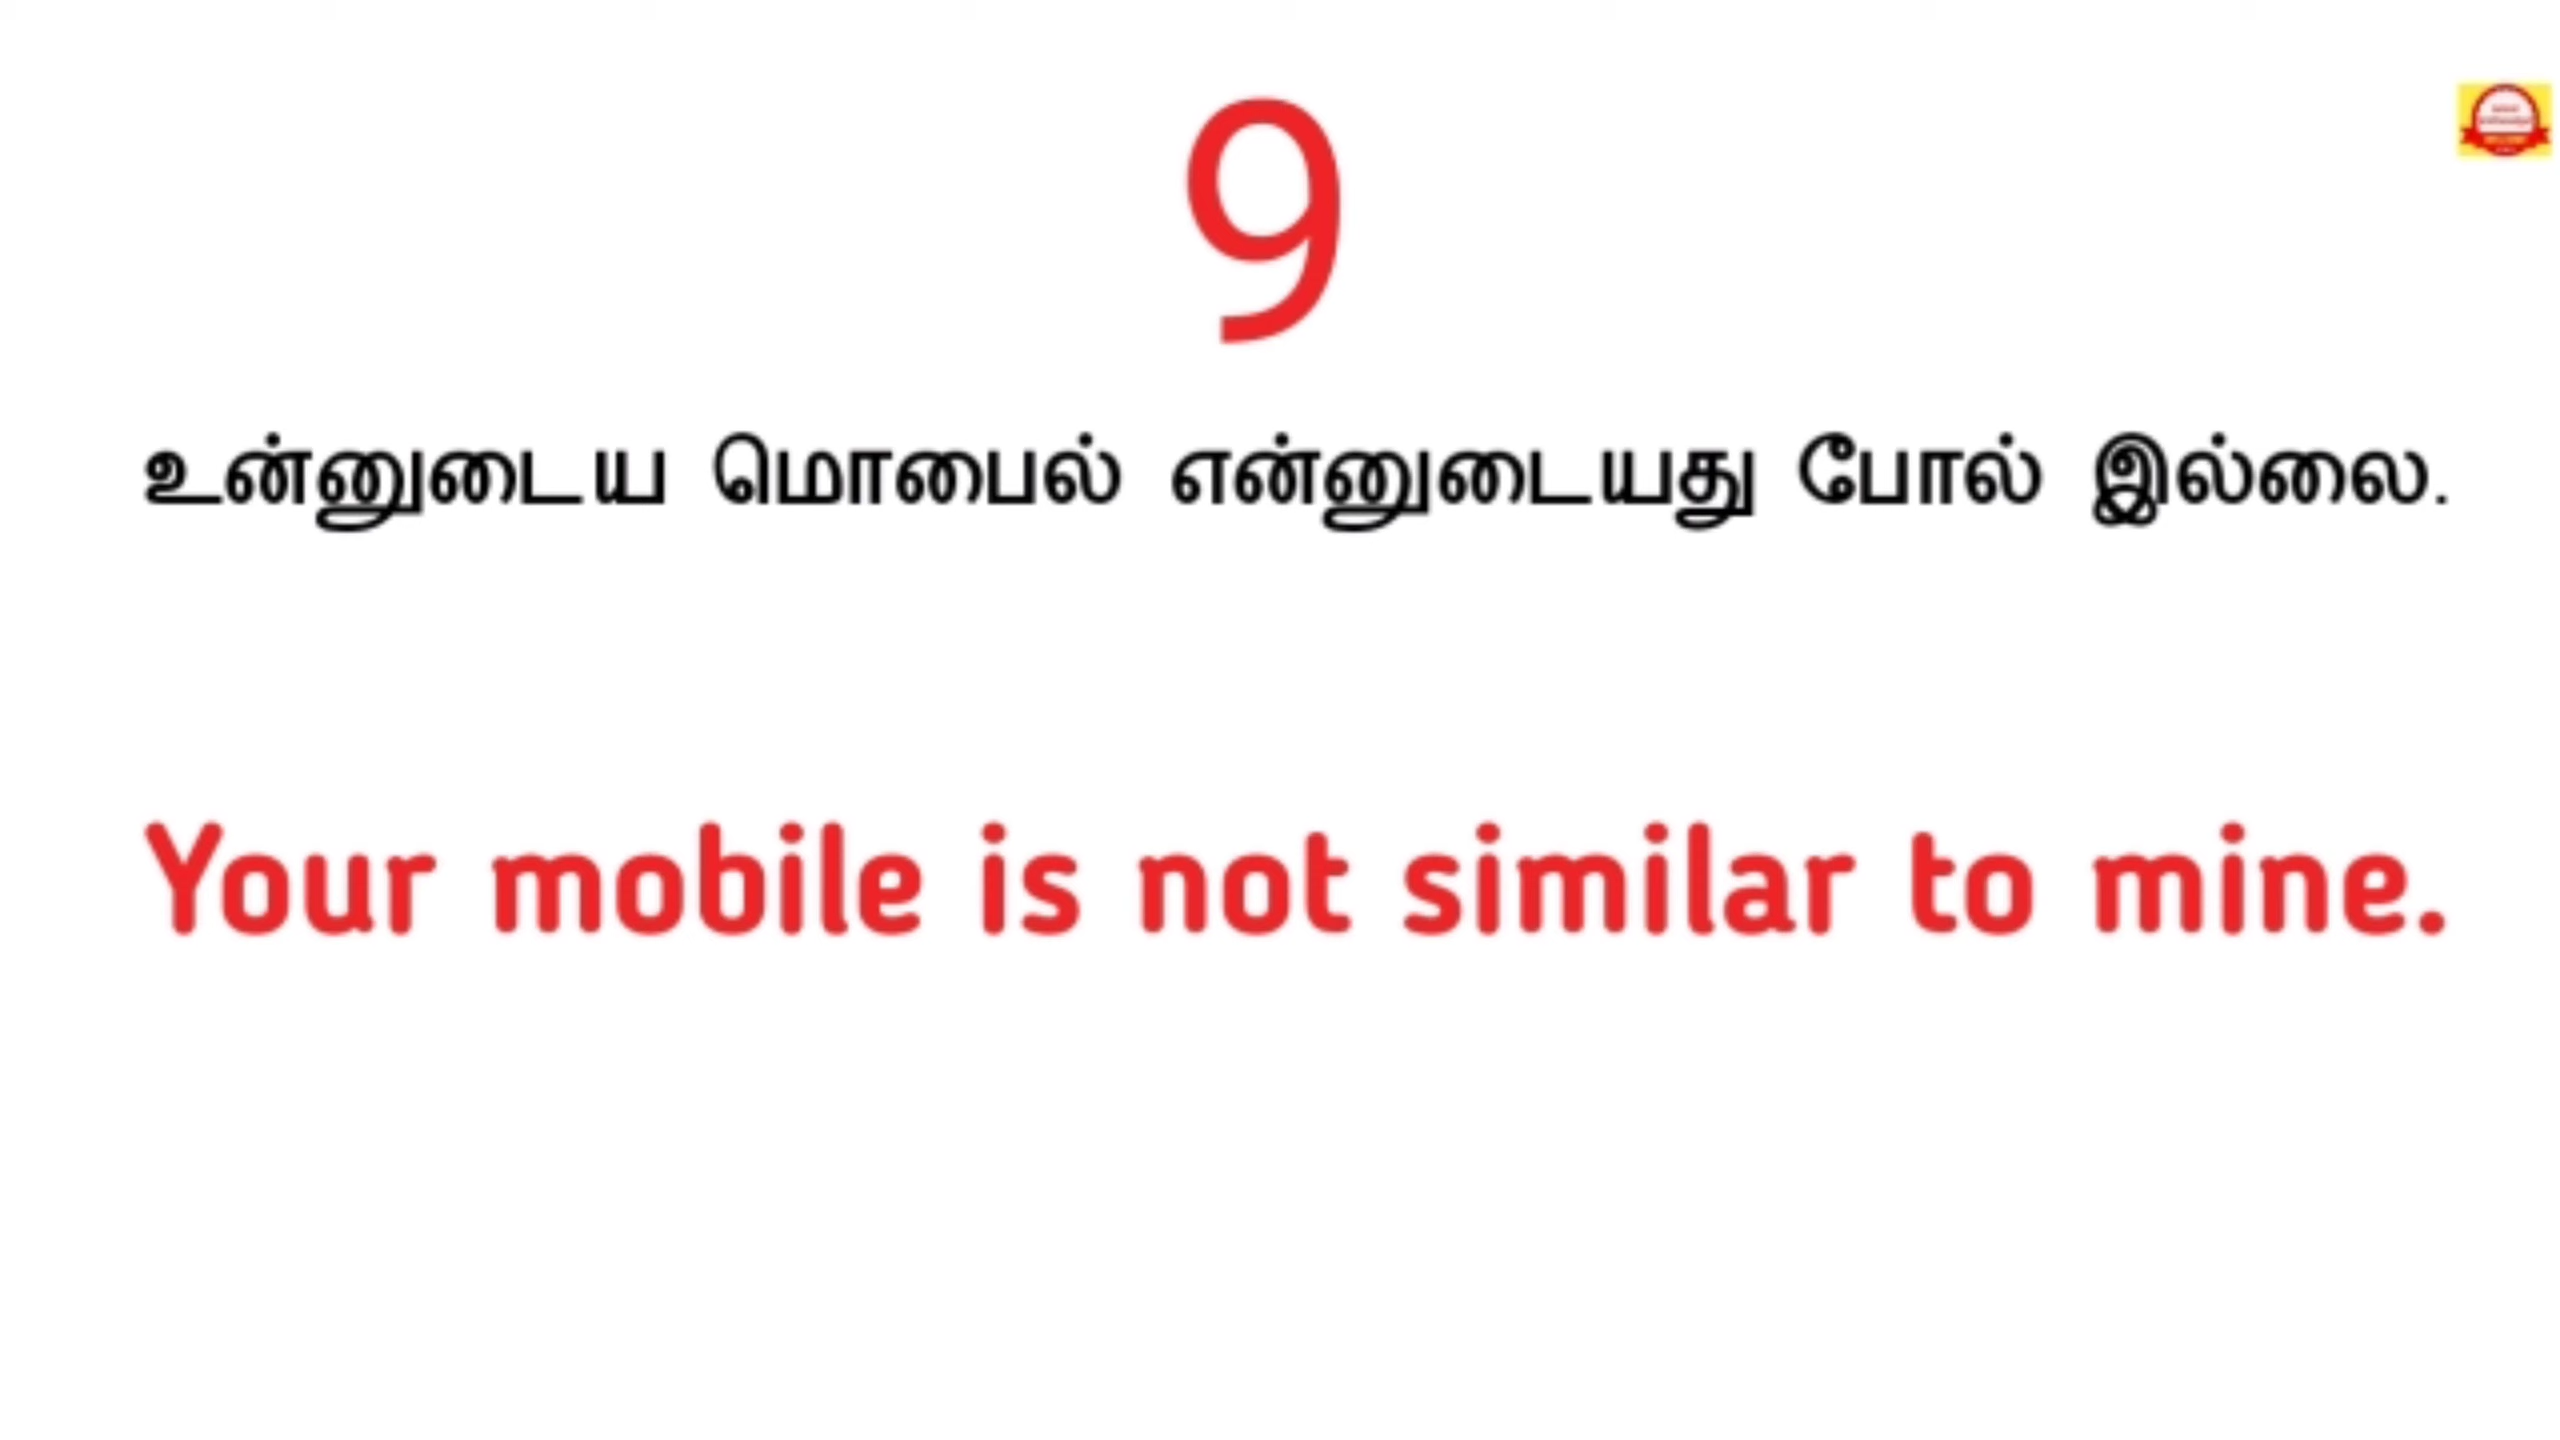 9
உன்னுடைய மொபைல் என்னுடையது போல் இல்லை.
Your mobile is not similar to mine.